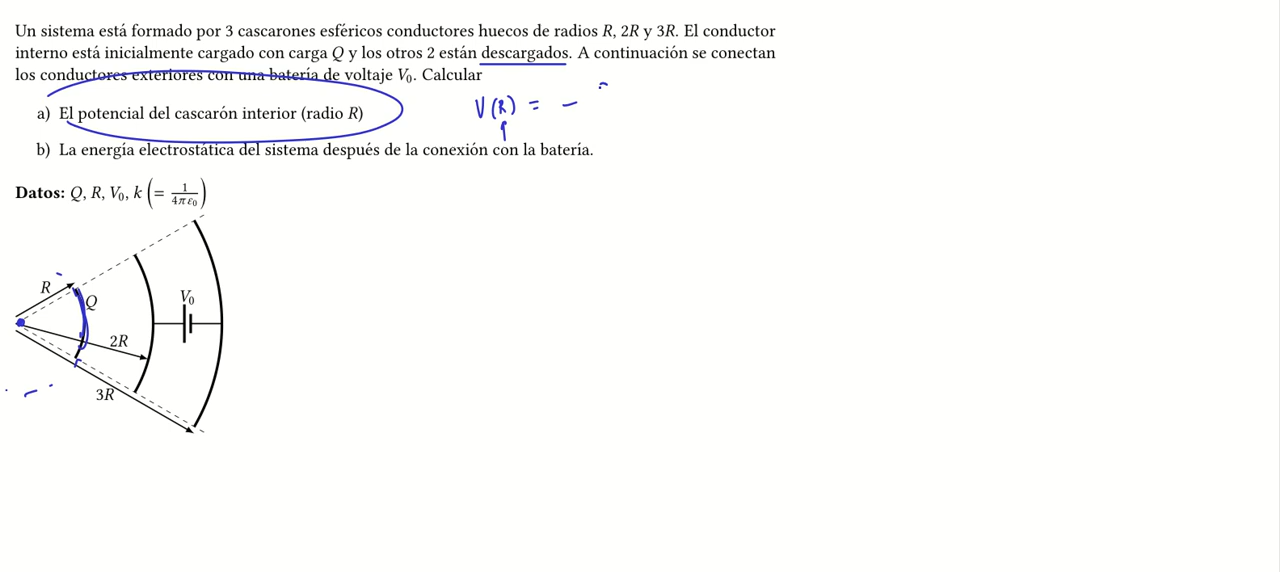 Un sistema está formado por 3 cascarones esféricos conductores huecos de radios R, 2R y 3R. El conductor
interno está inicialmente cargado con carga Q y los otros 2 están descargados. A continuación se conectan
los conductores exteriores con una batería de voltaje V₀. Calcular
a) El potencial del cascarón interior (radio R)
V(R) = −
b) La energía electrostática del sistema después de la conexión con la batería.
Datos: Q, R, V₀, k (= 1/(4π ε₀))
R
Q
V₀
2R
3R